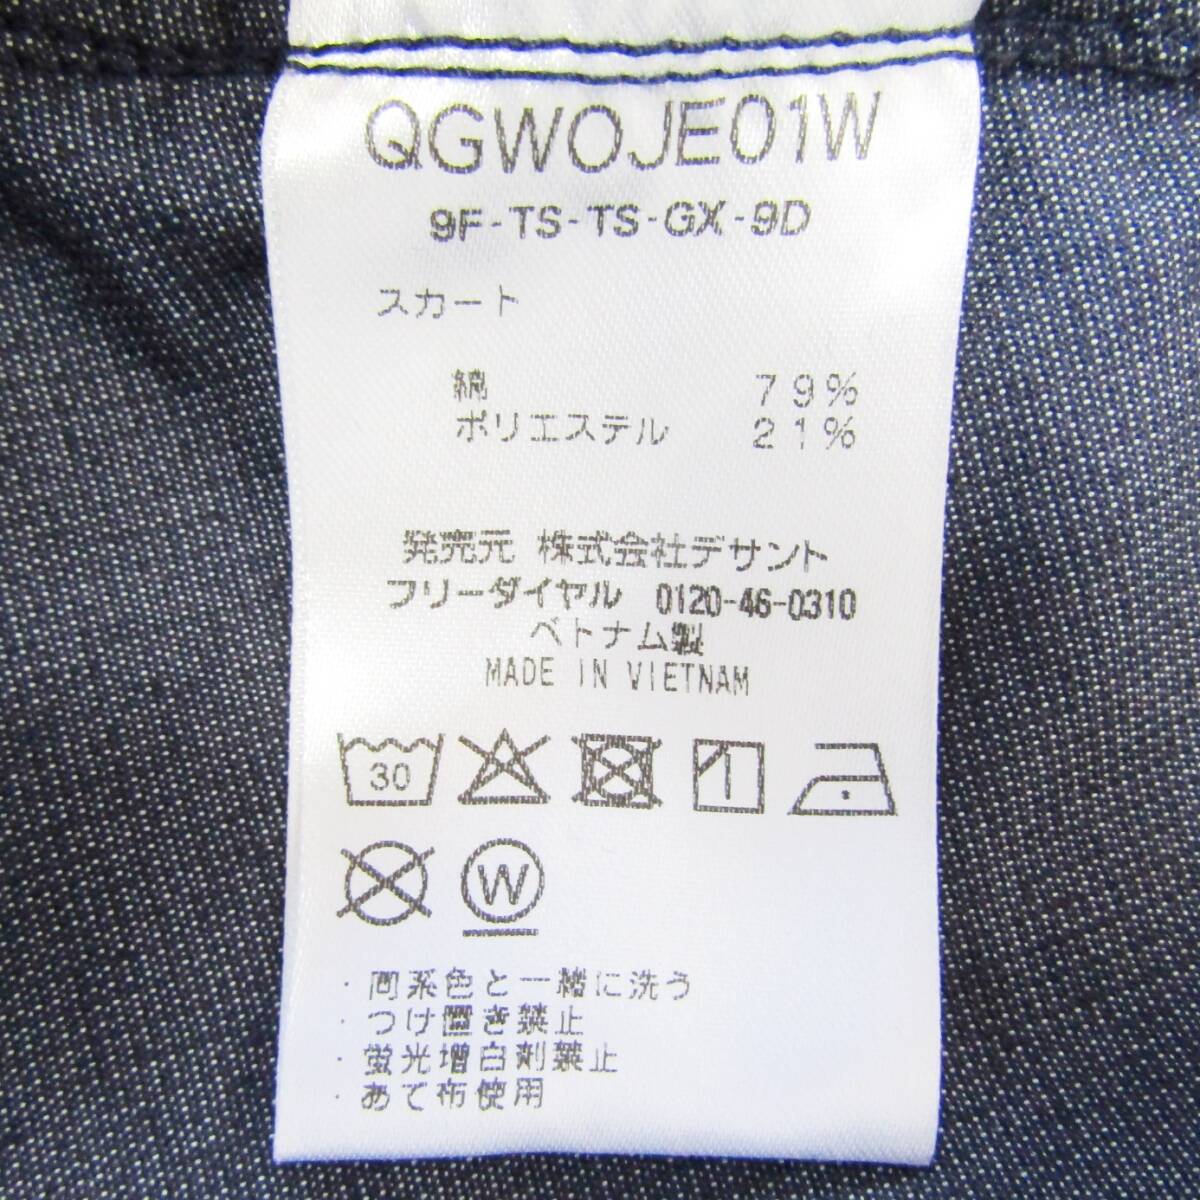 QGWOJE01W
9F-TS-TS-GX-9D
スカート
綿 79%
ポリエステル 21%
発売元 株式会社デサント
フリーダイヤル 0120-46-0310
ベトナム製
MADE IN VIETNAM
30
W
・同系色と一緒に洗う
・つけ置き禁止
・蛍光増白剤禁止
・あて布使用